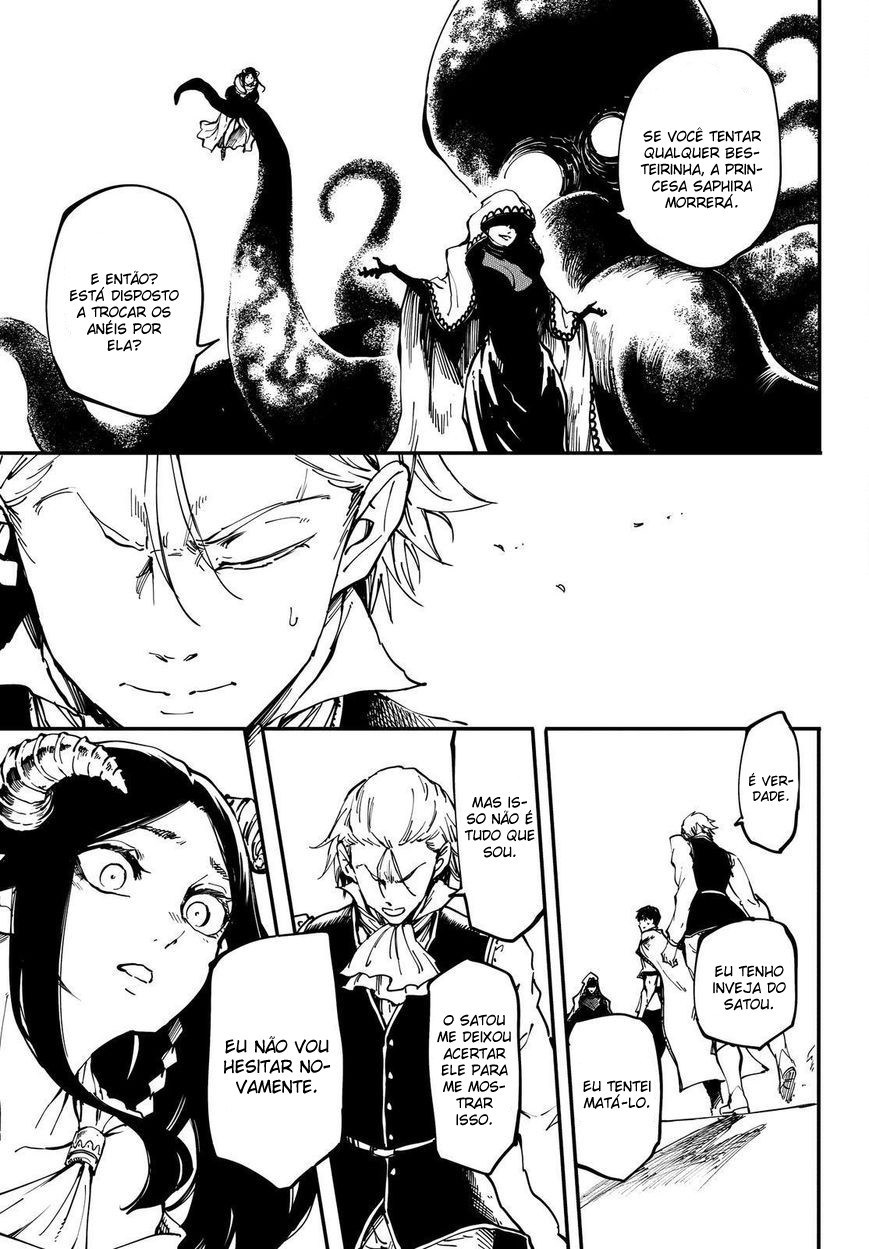 SE VOCÊ TENTAR
QUALQUER BES-
TEIRINHA, A PRIN-
CESA SAPHIRA
MORRERÁ.
E ENTÃO?
ESTÁ DISPOSTO
A TROCAR OS
ANÉIS POR
ELA?
É VER-
DADE.
EU TENHO
INVEJA DO
SATOU.
EU TENTEI
MATÁ-LO.
MAS IS-
SO NÃO É
TUDO QUE
SOU.
O SATOU
ME DEIXOU
ACERTAR
ELE PARA
ME MOS-
TRAR
ISSO.
EU NÃO VOU
HESITAR NO-
VAMENTE.